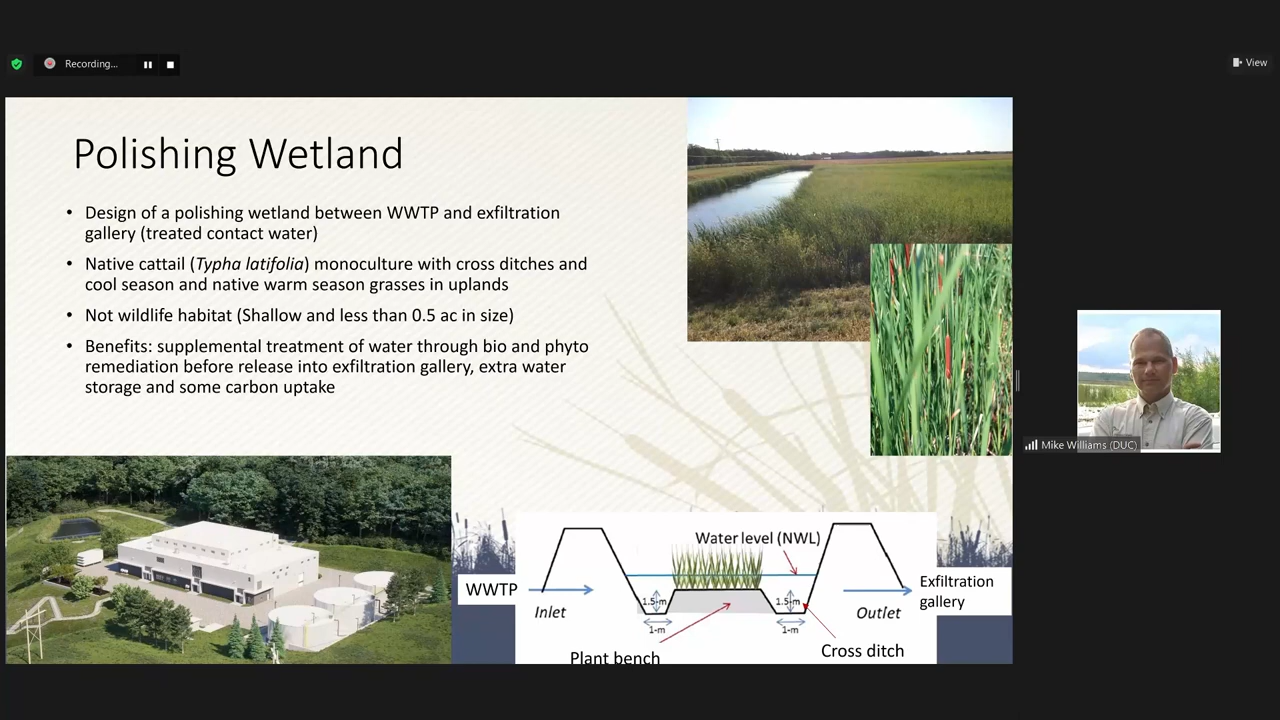 Recording...
View
Polishing Wetland
• Design of a polishing wetland between WWTP and exfiltration
gallery (treated contact water)
• Native cattail (Typha latifolia) monoculture with cross ditches and
cool season and native warm season grasses in uplands
• Not wildlife habitat (Shallow and less than 0.5 ac in size)
• Benefits: supplemental treatment of water through bio and phyto
remediation before release into exfiltration gallery, extra water
storage and some carbon uptake
Mike Williams (DUC)
Water level (NWL)
WWTP
Inlet
1.5-m
1-m
1.5-m
1-m
Outlet
Exfiltration
gallery
Plant bench
Cross ditch